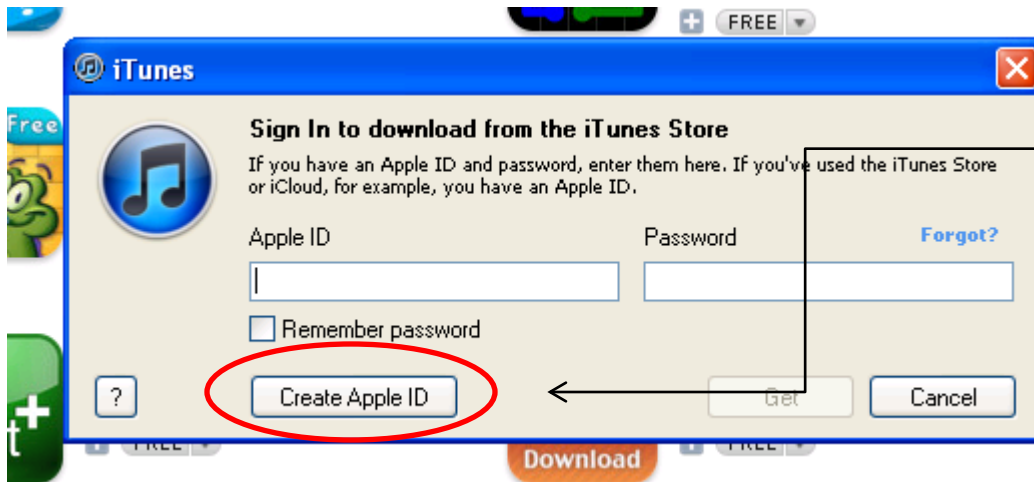 FREE
iTunes
Free
Sign In to download from the iTunes Store
If you have an Apple ID and password, enter them here. If you've used the iTunes Store
or iCloud, for example, you have an Apple ID.
Apple ID Password Forgot?
Remember password
? Create Apple ID Get Cancel
t+
FREE FREE
Download